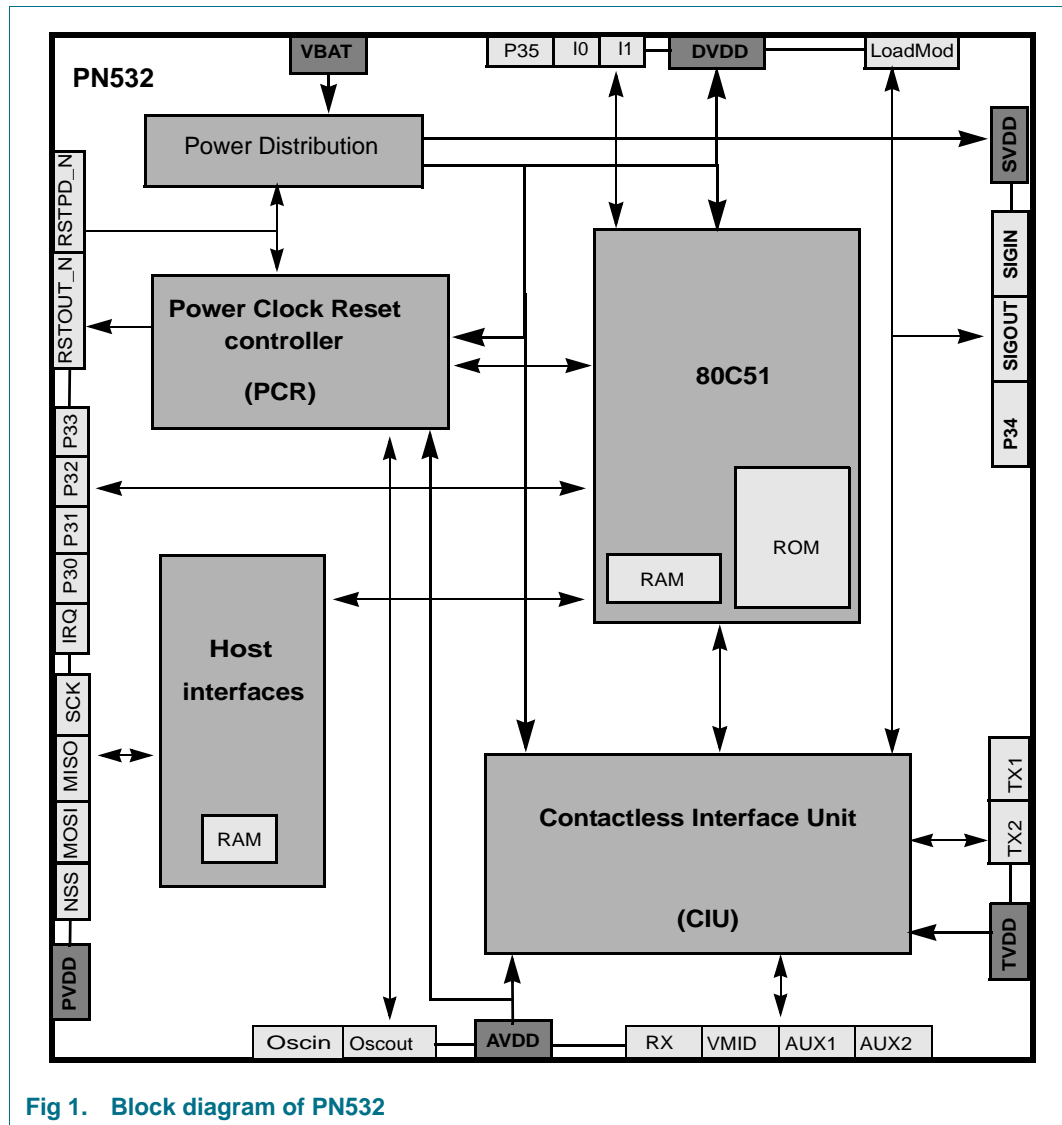 VBAT
P35 I0 I1
DVDD
LoadMod
PN532
Power Distribution
SVDD
RSTPD_N
RSTOUT_N
SIGIN
SIGOUT
P34
Power Clock Reset
controller
(PCR)
80C51
P33
P32
P31
P30
IRQ
ROM
RAM
Host
interfaces
SCK
MISO
MOSI
NSS
RAM
Contactless Interface Unit
(CIU)
TX1
TX2
TVDD
PVDD
Oscin Oscout
AVDD
RX VMID AUX1 AUX2
Fig 1. Block diagram of PN532